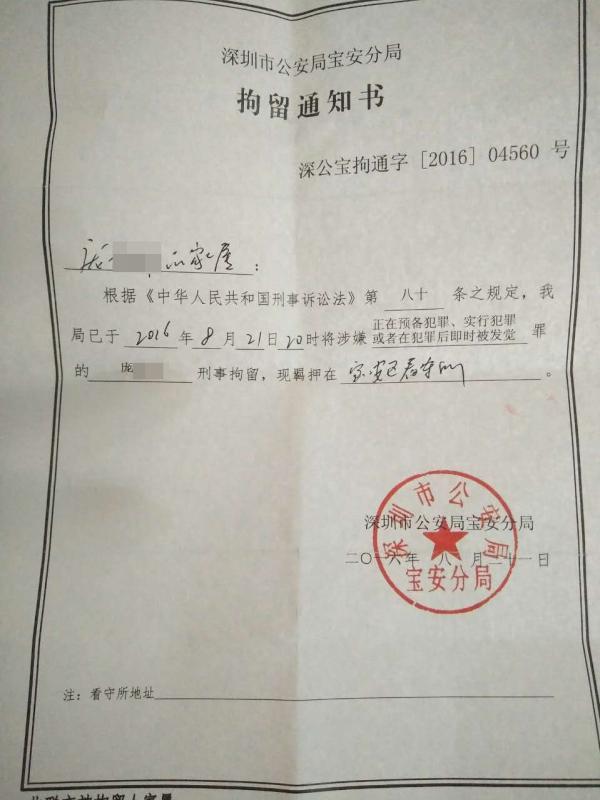 深圳市公安局宝安分局
拘留通知书
深公宝拘通字［2016］04560 号
庞 的家属：
根据《中华人民共和国刑事诉讼法》第 八十 条之规定，我
局已于 2016 年 8 月 21 日 20 时将涉嫌 正在预备犯罪、实行犯罪
或者在犯罪后即时被发觉 罪
的 庞 刑事拘留，现羁押在 宝安区看守所 。
深圳市公安局宝安分局
深圳市公安局
宝安分局
二〇一六年 八 月二十一日
注：看守所地址